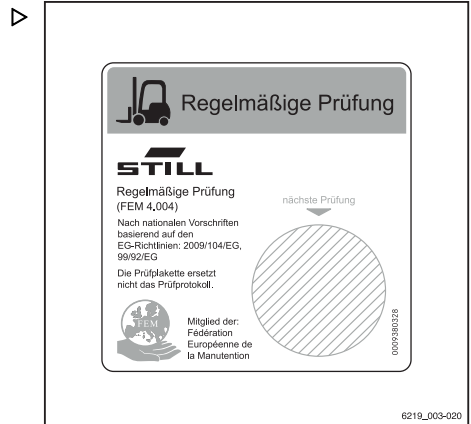 Regelmäßige Prüfung
STILL
Regelmäßige Prüfung
(FEM 4.004)
Nach nationalen Vorschriften
basierend auf den
EG-Richtlinien: 2009/104/EG,
99/92/EG
Die Prüfplakette ersetzt
nicht das Prüfprotokoll.
FEM
Mitglied der:
Fédération
Européenne de
la Manutention
nächste Prüfung
0009380328
6219_003-020